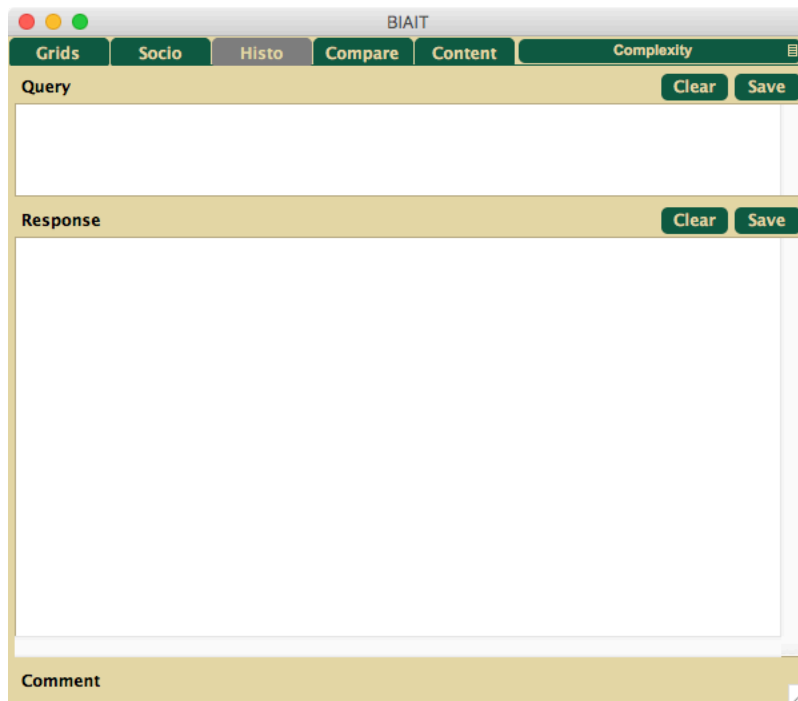 BIAIT
Grids Socio Histo Compare Content Complexity
Query Clear Save
Response Clear Save
Comment